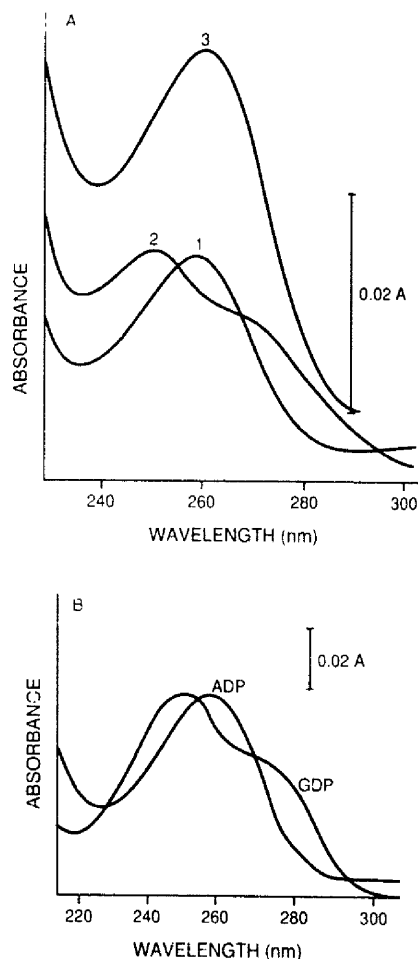 A
3
2
1
0.02 A
ABSORBANCE
240
260
280
300
WAVELENGTH (nm)
B
0.02 A
ADP
GDP
ABSORBANCE
220
240
260
280
300
WAVELENGTH (nm)